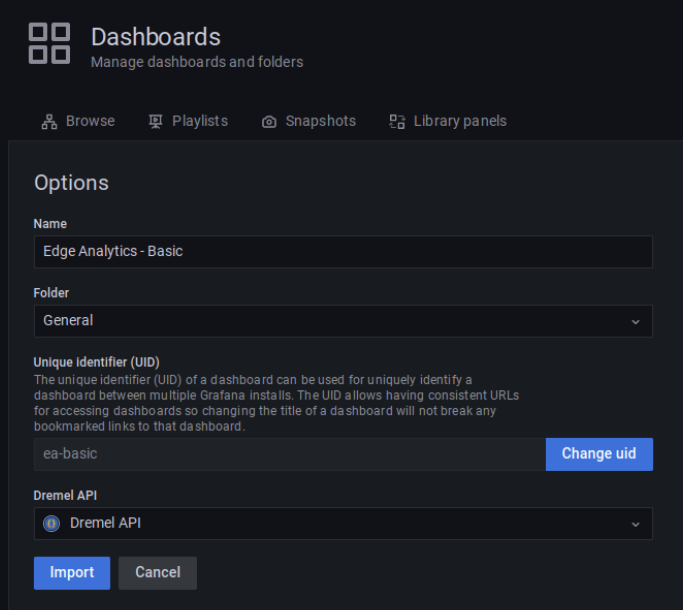 Dashboards
Manage dashboards and folders
Browse Playlists Snapshots Library panels
Options
Name
Edge Analytics - Basic
Folder
General
Unique identifier (UID)
The unique identifier (UID) of a dashboard can be used for uniquely identify a
dashboard between multiple Grafana installs. The UID allows having consistent URLs
for accessing dashboards so changing the title of a dashboard will not break any
bookmarked links to that dashboard.
ea-basic Change uid
Dremel API
Dremel API
Import Cancel